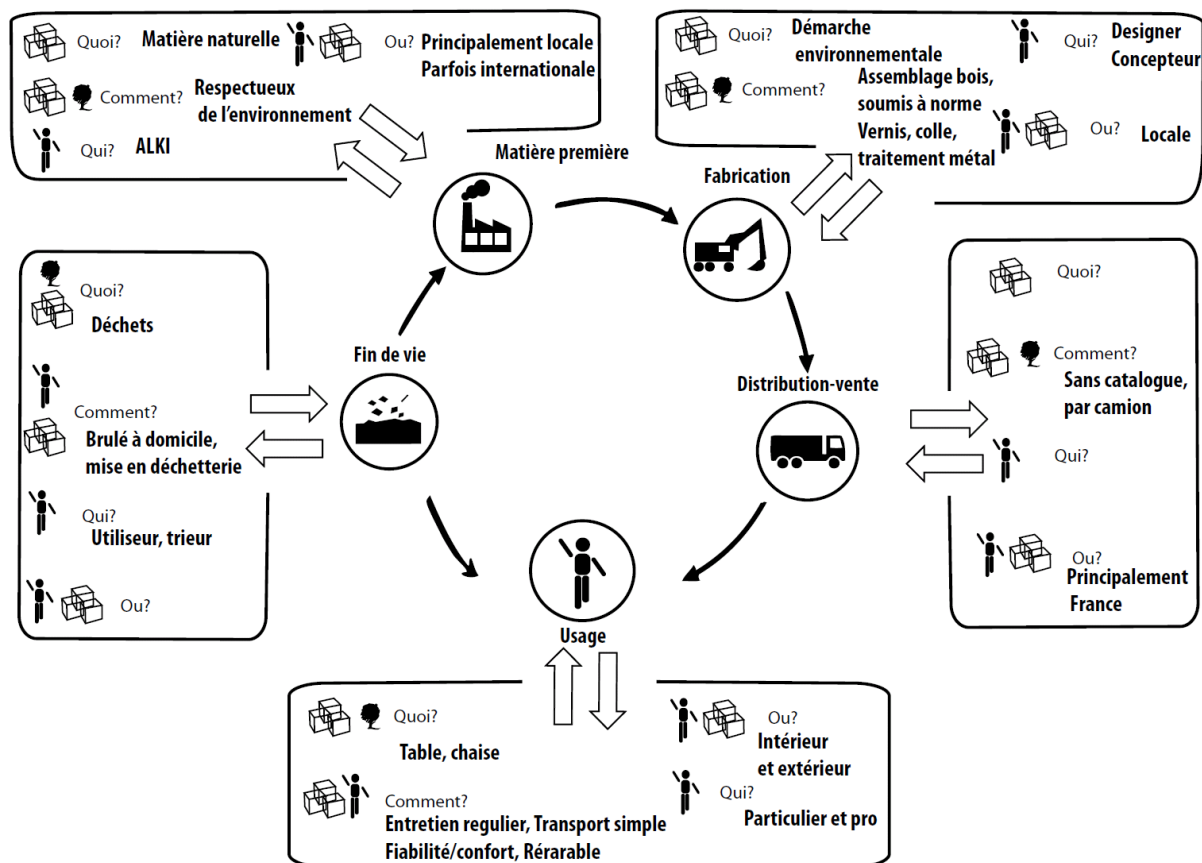 Quoi? Matière naturelle
Ou? Principalement locale
Parfois internationale
Comment? Respectueux
de l'environnement
Qui? ALKI
Matière première
Quoi? Démarche
environnementale
Comment? Assemblage bois,
soumis à norme
Vernis, colle,
traitement métal
Qui? Designer
Concepteur
Ou? Locale
Fabrication
Quoi?
Déchets
Comment?
Brulé à domicile,
mise en déchetterie
Qui?
Utiliseur, trieur
Ou?
Fin de vie
Distribution-vente
Quoi?
Comment?
Sans catalogue,
par camion
Qui?
Ou?
Principalement
France
Usage
Quoi?
Table, chaise
Comment?
Entretien regulier, Transport simple
Fiabilité/confort, Rérarable
Ou?
Intérieur
et extérieur
Qui?
Particulier et pro